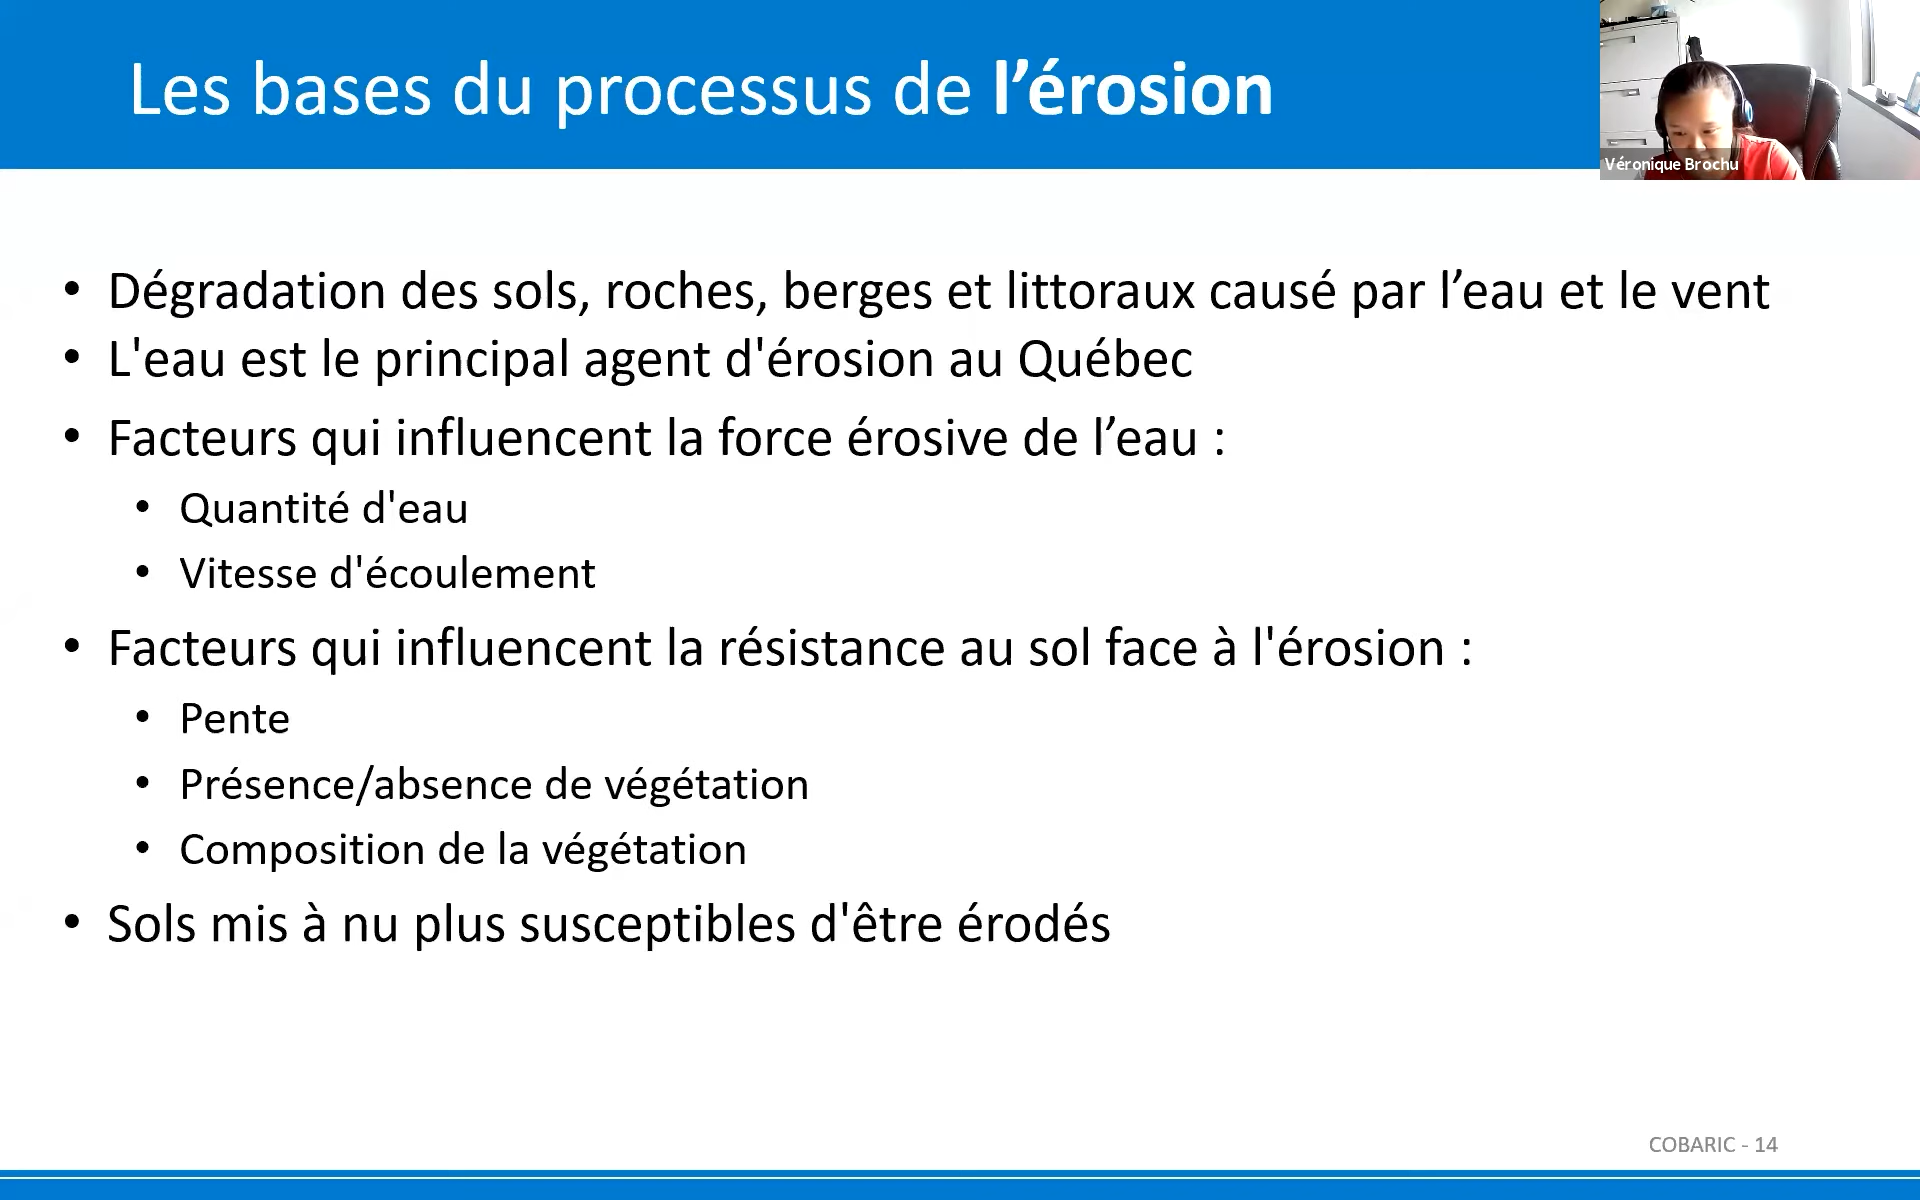 Les bases du processus de l’érosion
Véronique Brochu
• Dégradation des sols, roches, berges et littoraux causé par l’eau et le vent
• L'eau est le principal agent d'érosion au Québec
• Facteurs qui influencent la force érosive de l’eau :
• Quantité d'eau
• Vitesse d'écoulement
• Facteurs qui influencent la résistance au sol face à l'érosion :
• Pente
• Présence/absence de végétation
• Composition de la végétation
• Sols mis à nu plus susceptibles d'être érodés
COBARIC - 14